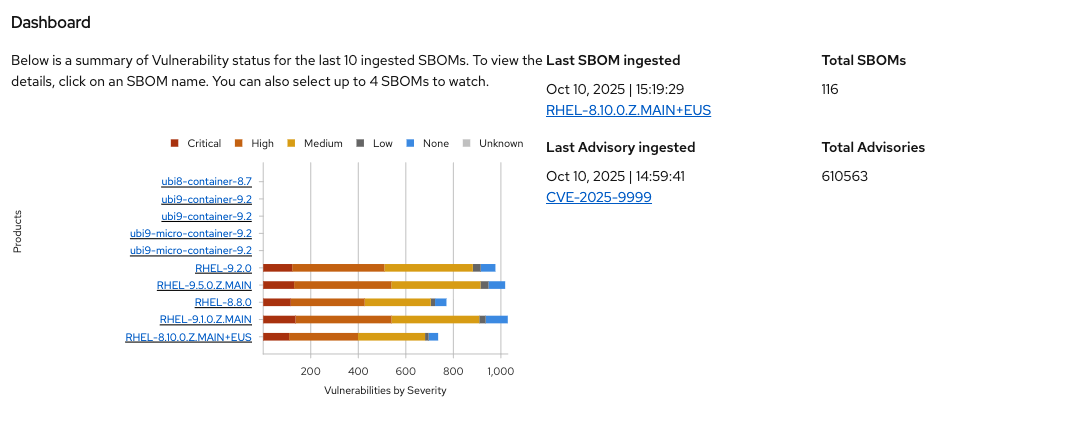 Dashboard
Below is a summary of Vulnerability status for the last 10 ingested SBOMs. To view the
details, click on an SBOM name. You can also select up to 4 SBOMs to watch.
Last SBOM ingested
Oct 10, 2025 | 15:19:29
RHEL-8.10.0.Z.MAIN+EUS
Total SBOMs
116
Last Advisory ingested
Oct 10, 2025 | 14:59:41
CVE-2025-9999
Total Advisories
610563
Critical High Medium Low None Unknown
Products
ubi8-container-8.7
ubi9-container-9.2
ubi9-container-9.2
ubi9-micro-container-9.2
ubi9-micro-container-9.2
RHEL-9.2.0
RHEL-9.5.0.Z.MAIN
RHEL-8.8.0
RHEL-9.1.0.Z.MAIN
RHEL-8.10.0.Z.MAIN+EUS
200 400 600 800 1,000
Vulnerabilities by Severity